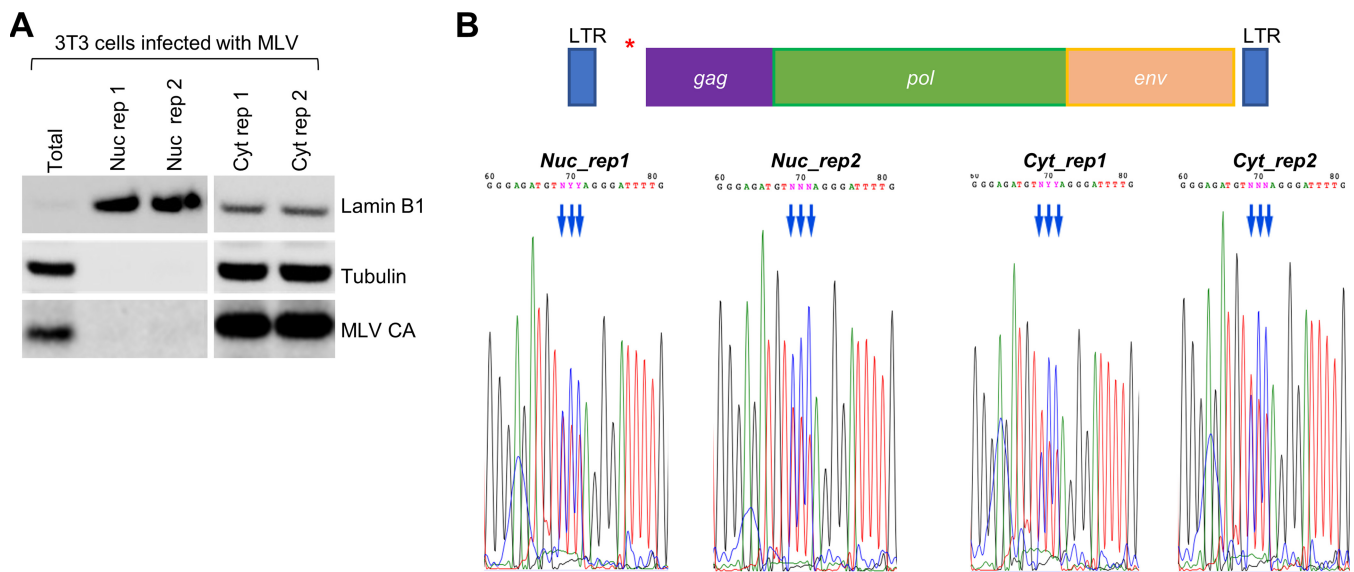 A
3T3 cells infected with MLV
Total
Nuc rep 1
Nuc rep 2
Cyt rep 1
Cyt rep 2
Lamin B1
Tubulin
MLV CA
B
LTR
*
gag
pol
env
LTR
Nuc_rep1
60 70 80
GGGAGATGTNYYAGGGATTTTG
Nuc_rep2
60 70 80
GGGAGATGTNNNAGGGATTTTG
Cyt_rep1
60 70 80
GGGAGATGTNYYAGGGATTTTG
Cyt_rep2
60 70 80
GGGAGATGTNNNAGGGATTTTG